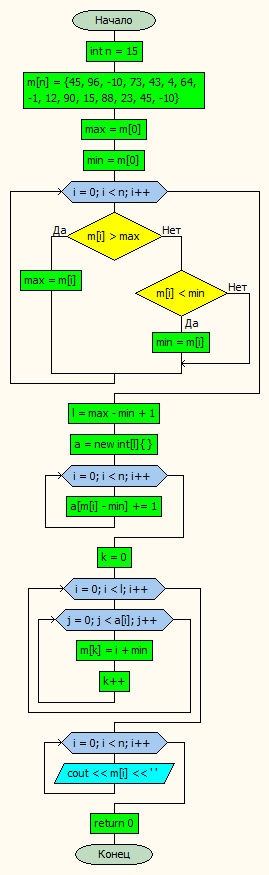 Начало
int n = 15
m[n] = {45, 96, -10, 73, 43, 4, 64,
-1, 12, 90, 15, 88, 23, 45, -10}
max = m[0]
min = m[0]
i = 0; i < n; i++
Да
m[i] > max
Нет
max = m[i]
m[i] < min
Нет
Да
min = m[i]
l = max - min + 1
a = new int[l]{ }
i = 0; i < n; i++
a[m[i] - min] += 1
k = 0
i = 0; i < l; i++
j = 0; j < a[i]; j++
m[k] = i + min
k++
i = 0; i < n; i++
cout << m[i] << ' '
return 0
Конец